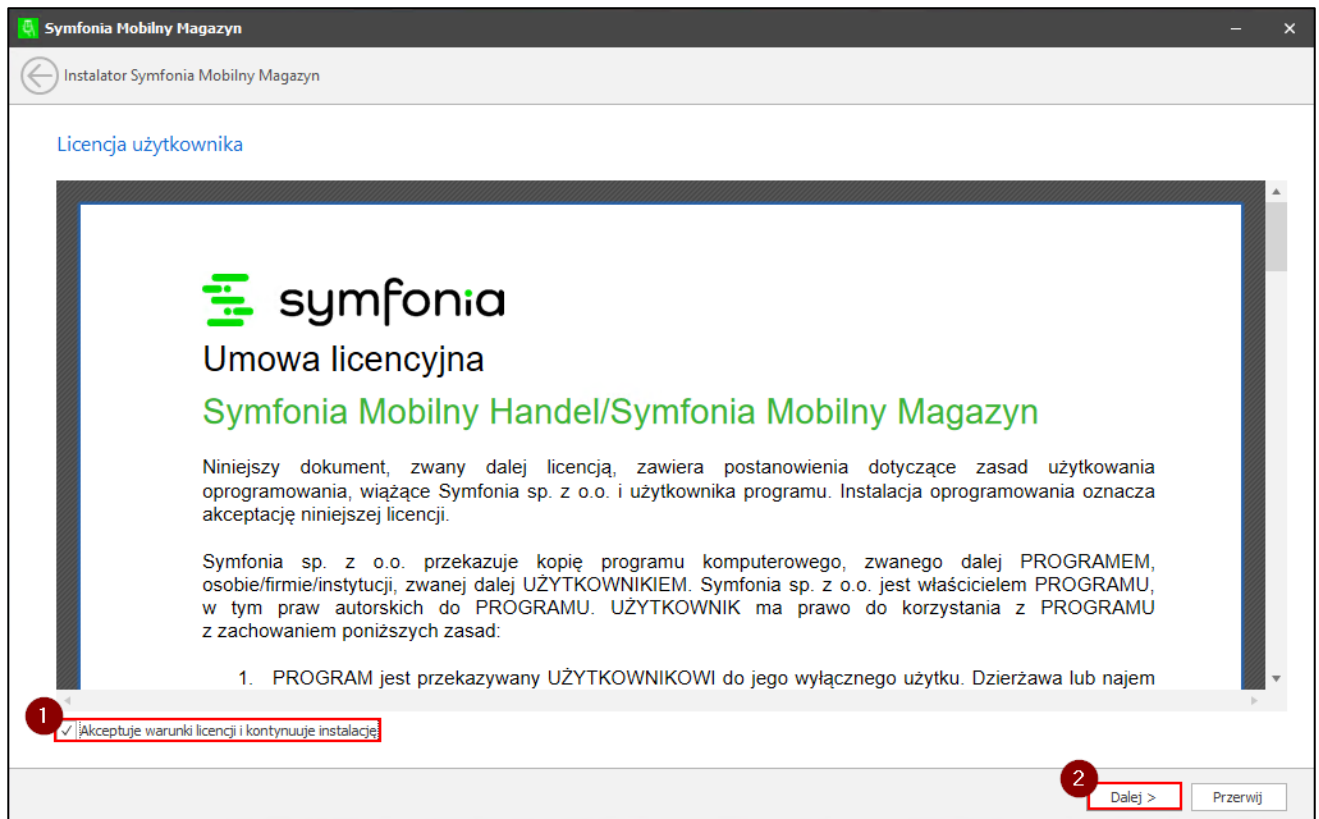 Symfonia Mobilny Magazyn
Instalator Symfonia Mobilny Magazyn
Licencja użytkownika
symfonia
Umowa licencyjna
Symfonia Mobilny Handel/Symfonia Mobilny Magazyn
Niniejszy dokument, zwany dalej licencją, zawiera postanowienia dotyczące zasad użytkowania
oprogramowania, wiążące Symfonia sp. z o.o. i użytkownika programu. Instalacja oprogramowania oznacza
akceptację niniejszej licencji.
Symfonia sp. z o.o. przekazuje kopię programu komputerowego, zwanego dalej PROGRAMEM,
osobie/firmie/instytucji, zwanej dalej UŻYTKOWNIKIEM. Symfonia sp. z o.o. jest właścicielem PROGRAMU,
w tym praw autorskich do PROGRAMU. UŻYTKOWNIK ma prawo do korzystania z PROGRAMU
z zachowaniem poniższych zasad:
1. PROGRAM jest przekazywany UŻYTKOWNIKOWI do jego wyłącznego użytku. Dzierżawa lub najem
1
Akceptuje warunki licencji i kontynuuje instalację
2
Dalej >
Przerwij